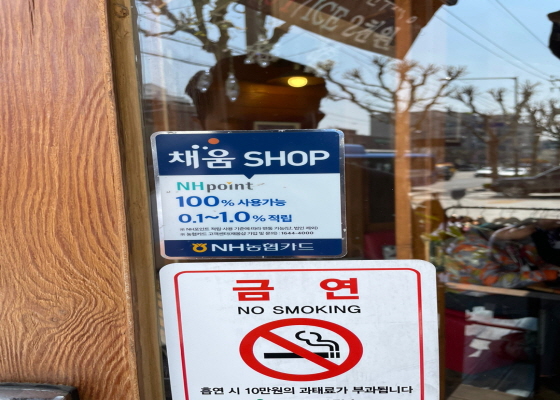 채움 SHOP
NHpoint
100% 사용가능
0.1~1.0% 적립
NH농협카드
금 연
NO SMOKING
흡연 시 10만원의 과태료가 부과됩니다